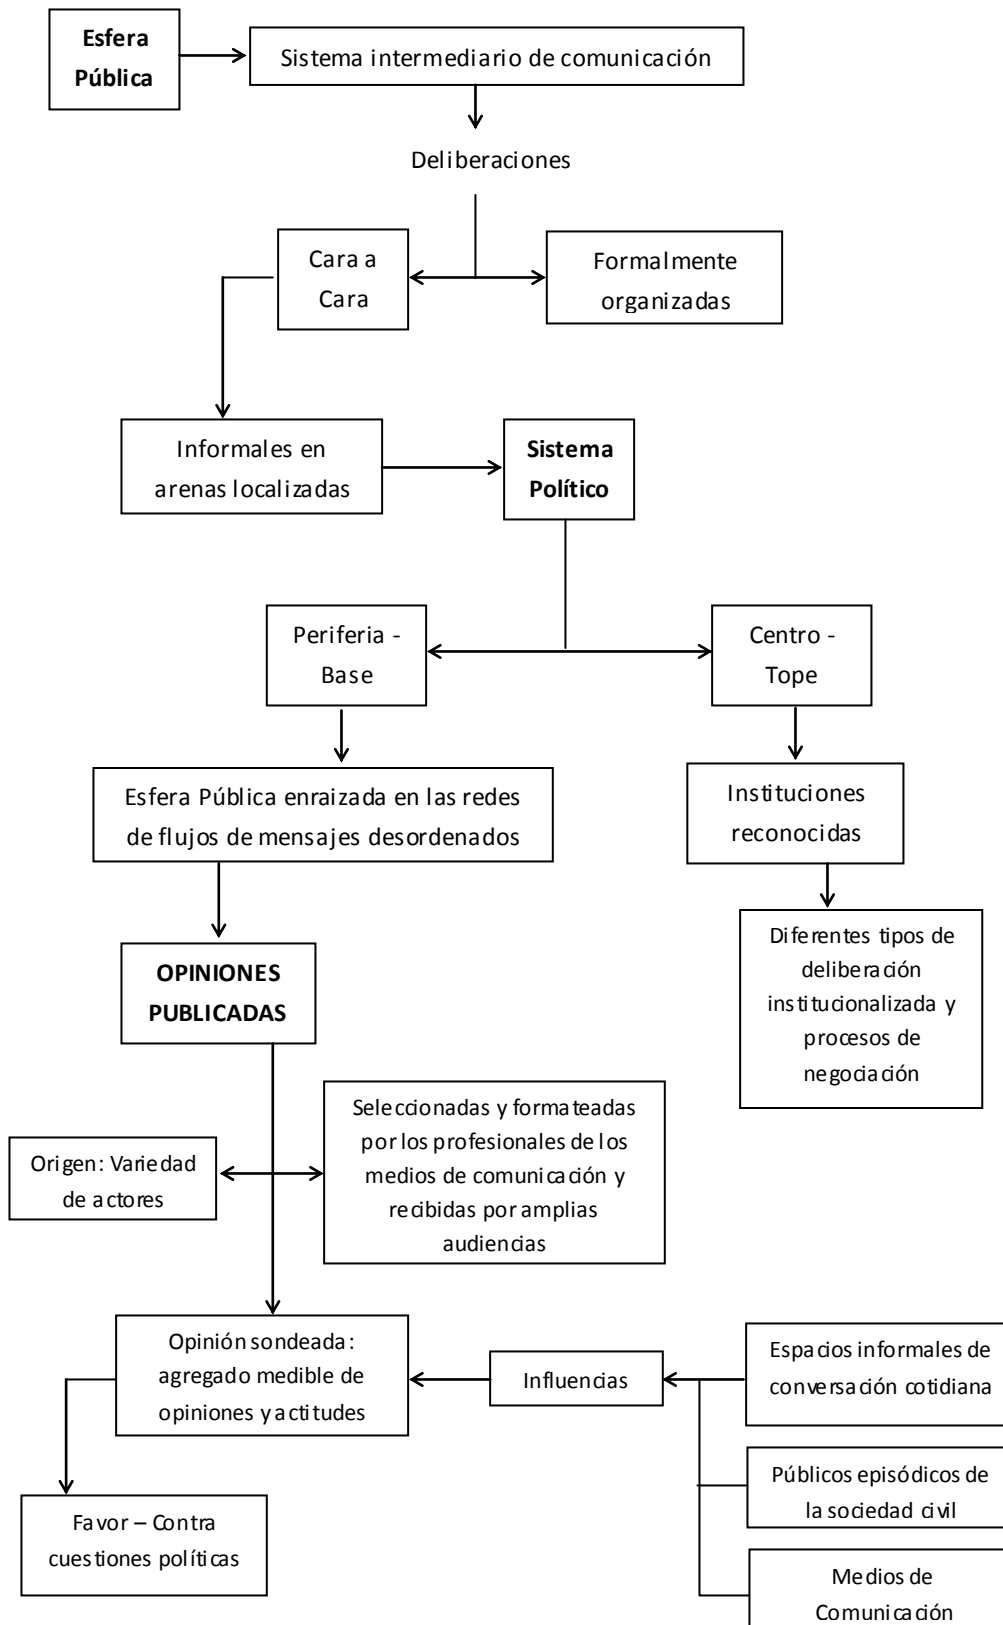 Esfera
Pública
Sistema intermediario de comunicación
Deliberaciones
Cara a
Cara
Formalmente
organizadas
Informales en
arenas localizadas
Sistema
Político
Periferia -
Base
Centro -
Tope
Esfera Pública enraizada en las redes
de flujos de mensajes desordenados
Instituciones
reconocidas
OPINIONES
PUBLICADAS
Diferentes tipos de
deliberación
institucionalizada y
procesos de
negociación
Origen: Variedad
de actores
Seleccionadas y formateadas
por los profesionales de los
medios de comunicación y
recibidas por amplias
audiencias
Opinión sondeada:
agregado medible de
opiniones y actitudes
Influencias
Espacios informales de
conversación cotidiana
Públicos episódicos de
la sociedad civil
Favor – Contra
cuestiones políticas
Medios de
Comunicación